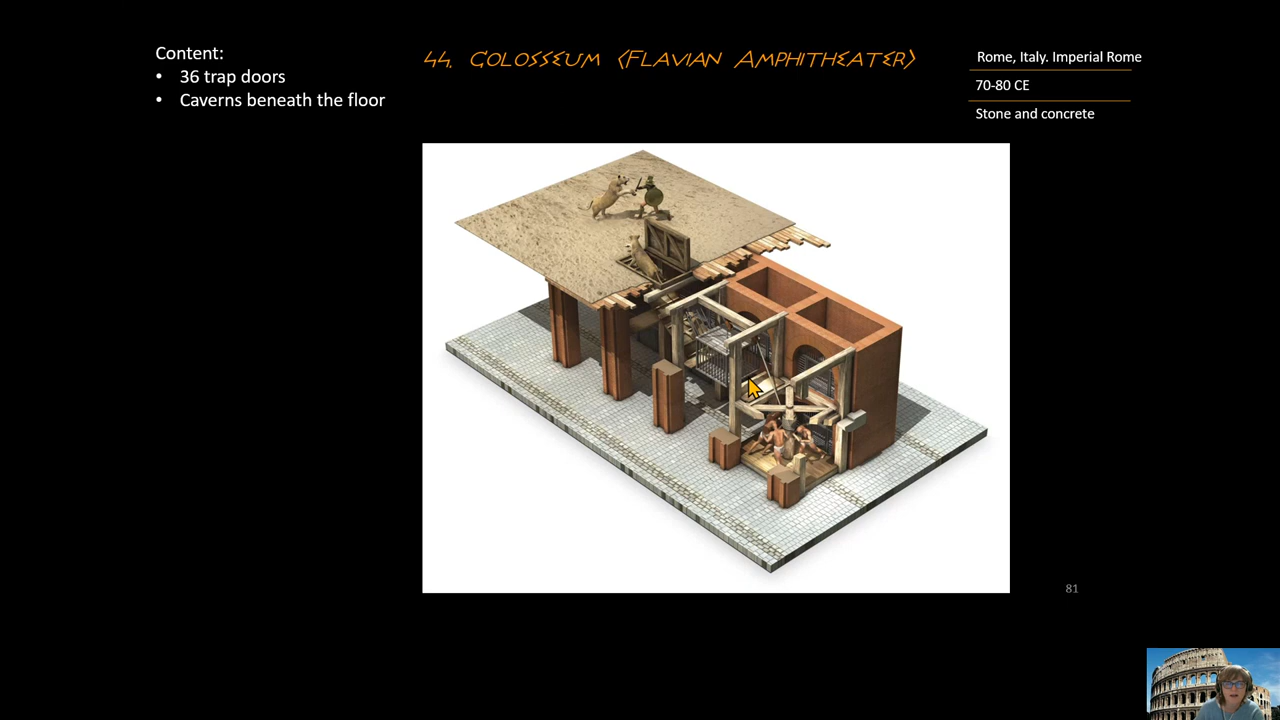 Content:
• 36 trap doors
• Caverns beneath the floor
44. Colosseum (Flavian Amphitheater)
Rome, Italy. Imperial Rome
70-80 CE
Stone and concrete
81